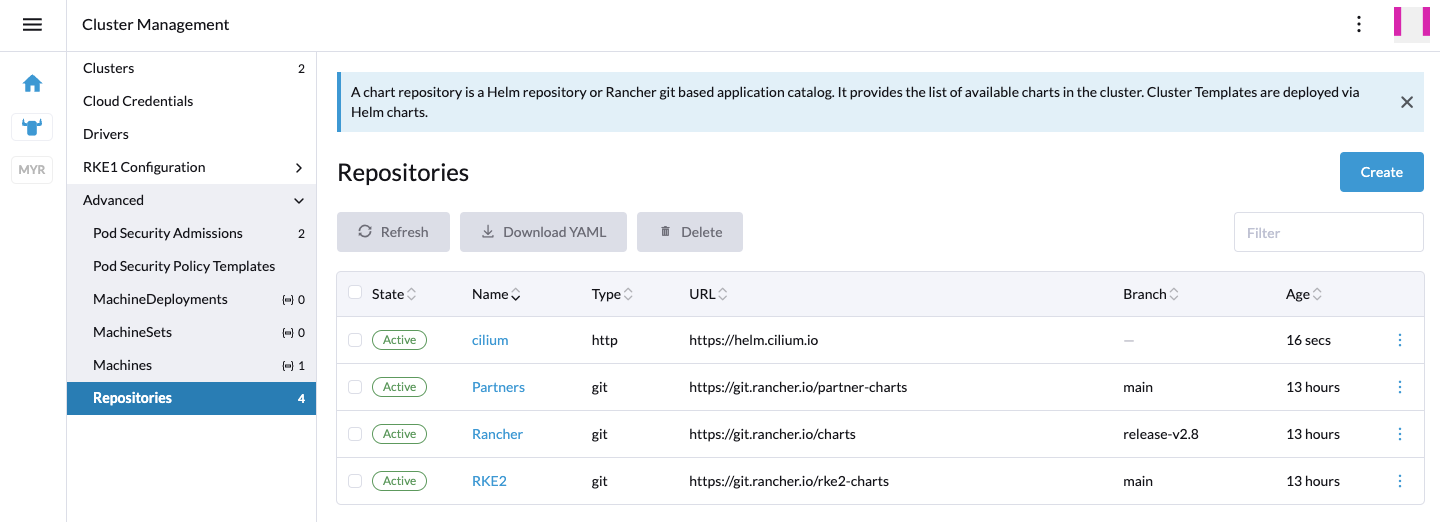 Cluster Management
Clusters 2
Cloud Credentials
Drivers
MYR
RKE1 Configuration
Advanced
Pod Security Admissions 2
Pod Security Policy Templates
MachineDeployments 0
MachineSets 0
Machines 1
Repositories 4
A chart repository is a Helm repository or Rancher git based application catalog. It provides the list of available charts in the cluster. Cluster Templates are deployed via
Helm charts.
Repositories
Create
Refresh Download YAML Delete Filter
State Name Type URL Branch Age
Active cilium http https://helm.cilium.io — 16 secs
Active Partners git https://git.rancher.io/partner-charts main 13 hours
Active Rancher git https://git.rancher.io/charts release-v2.8 13 hours
Active RKE2 git https://git.rancher.io/rke2-charts main 13 hours